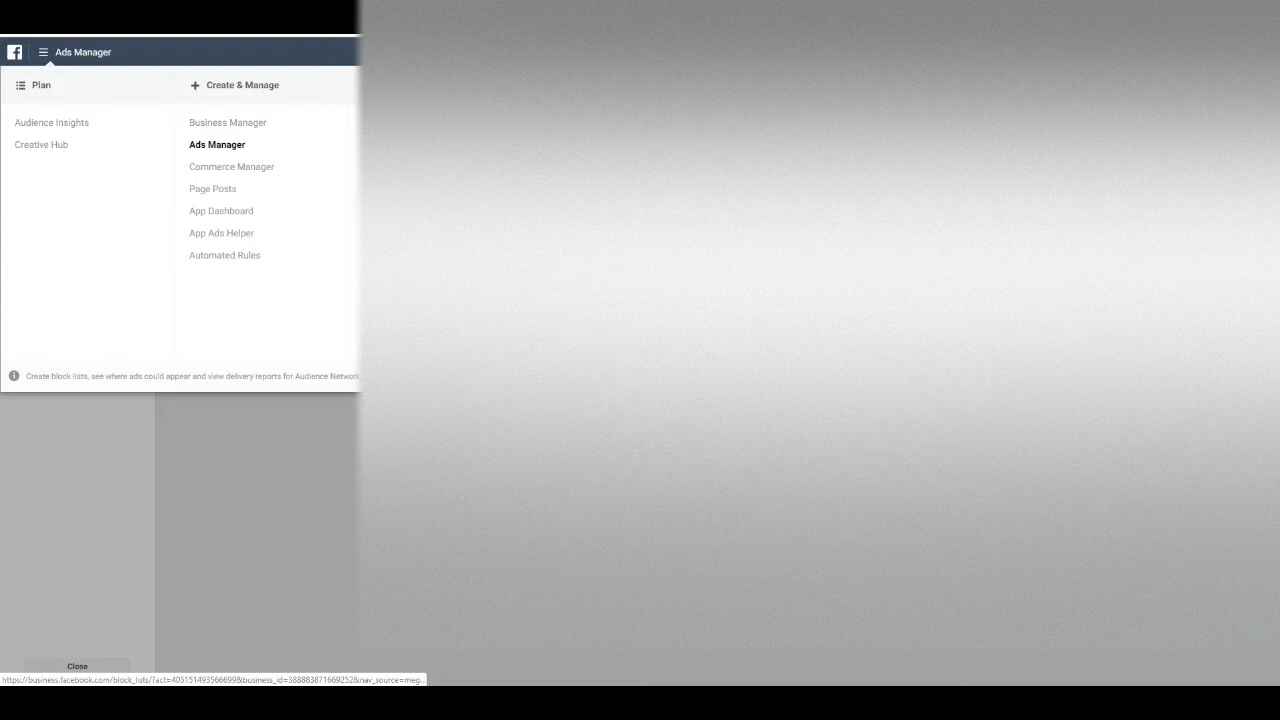 Ads Manager
Plan
Create & Manage
Audience Insights
Creative Hub
Business Manager
Ads Manager
Commerce Manager
Page Posts
App Dashboard
App Ads Helper
Automated Rules
Create block lists, see where ads could appear and view delivery reports for Audience Network
Close
https://business.facebook.com/block_lists/?act=405151493566699&business_id=388883871669252&nav_source=meg...